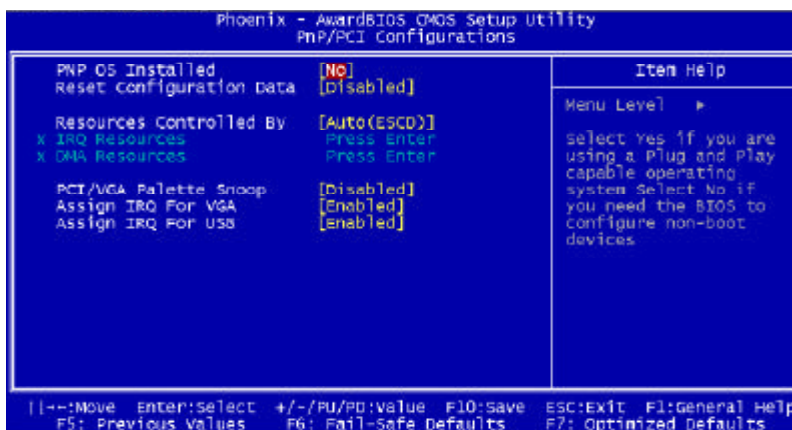 Phoenix - AwardBIOS CMOS Setup Utility
PnP/PCI Configurations
PNP OS Installed [No]
Reset Configuration Data [Disabled]
Resources Controlled By [Auto(ESCD)]
x IRQ Resources Press Enter
x DMA Resources Press Enter
PCI/VGA Palette Snoop [Disabled]
Assign IRQ For VGA [Enabled]
Assign IRQ For USB [Enabled]
Item Help
Menu Level ▶
Select Yes if you are
using a Plug and Play
capable operating
system Select No if
you need the BIOS to
configure non-boot
devices
||→←:Move Enter:Select +/-/PU/PD:Value F10:Save ESC:Exit F1:General Help
F5: Previous Values F6: Fail-Safe Defaults F7: Optimized Defaults